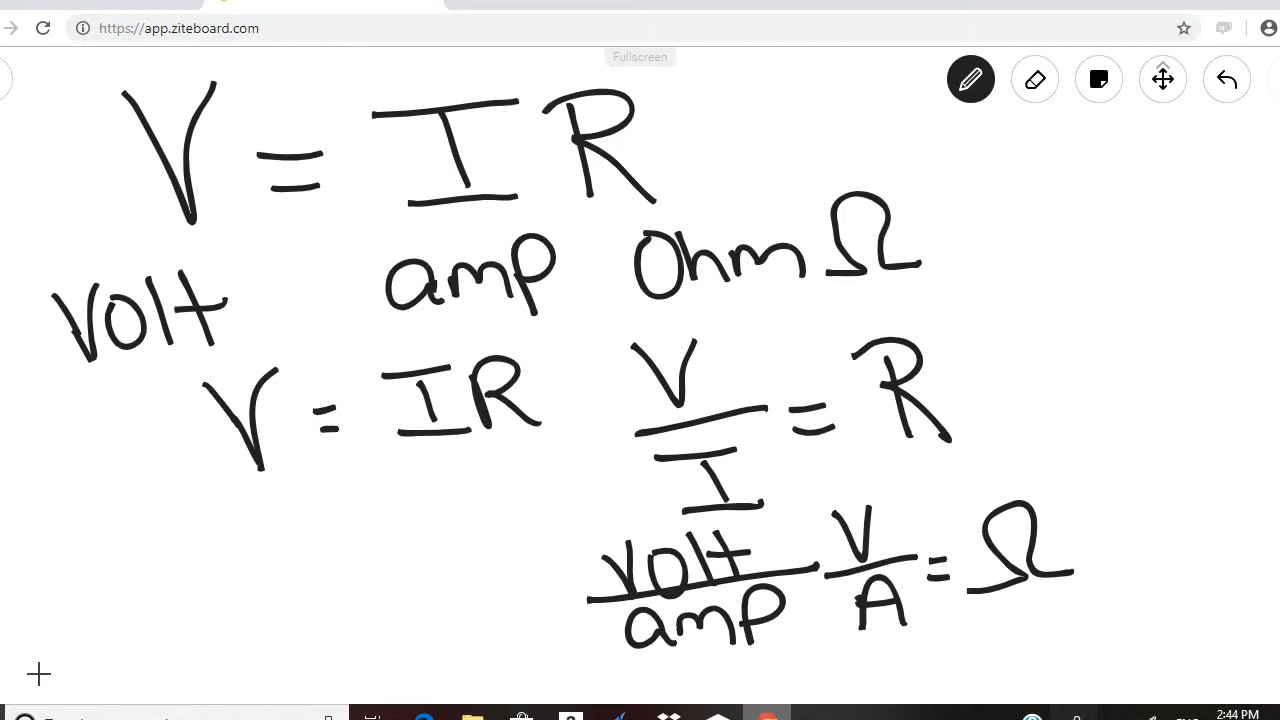 https://app.ziteboard.com
Fullscreen
V = IR
volt amp Ohm Ω
V = IR V/I = R
volt/amp V/A = Ω
2:44 PM